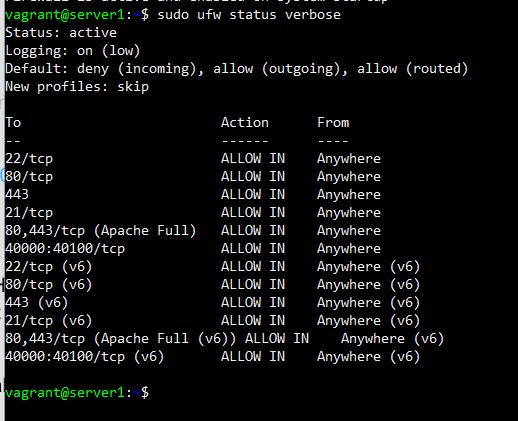 vagrant@server1:~$ sudo ufw status verbose
Status: active
Logging: on (low)
Default: deny (incoming), allow (outgoing), allow (routed)
New profiles: skip
To                         Action      From
--                         ------      ----
22/tcp                     ALLOW IN    Anywhere
80/tcp                     ALLOW IN    Anywhere
443                        ALLOW IN    Anywhere
21/tcp                     ALLOW IN    Anywhere
80,443/tcp (Apache Full)   ALLOW IN    Anywhere
40000:40100/tcp            ALLOW IN    Anywhere
22/tcp (v6)                ALLOW IN    Anywhere (v6)
80/tcp (v6)                ALLOW IN    Anywhere (v6)
443 (v6)                   ALLOW IN    Anywhere (v6)
21/tcp (v6)                ALLOW IN    Anywhere (v6)
80,443/tcp (Apache Full (v6)) ALLOW IN    Anywhere (v6)
40000:40100/tcp (v6)       ALLOW IN    Anywhere (v6)
vagrant@server1:~$